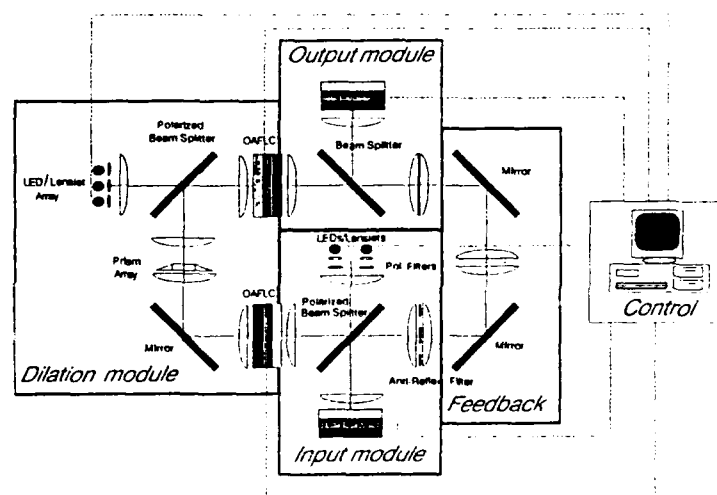 Output module
Polarized
Beam Splitter
OAFLC
Beam Splitter
LED/Lenslet
Array
Mirror
LEDs/Lenslets
Prism
Array
Pol. Filters
OAFLC
Polarized
Beam Splitter
Control
Mirror
Mirror
Dilation module
Anti-Reflex Filter
Feedback
Input module